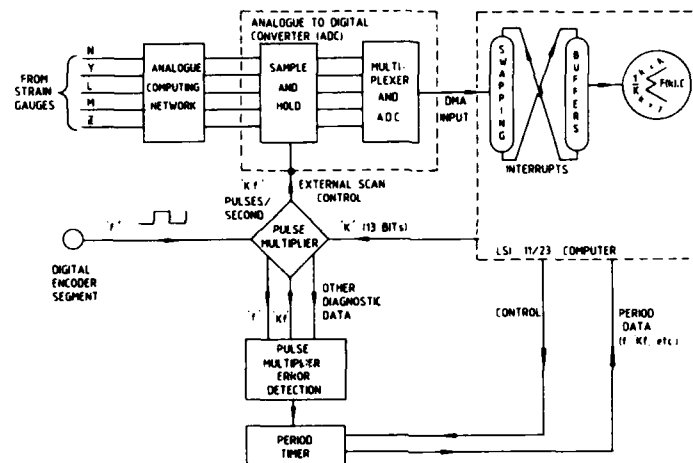 ANALOGUE TO DIGITAL
CONVERTER (ADC)
N
Y
L
M
Z
FROM
STRAIN
GAUGES
ANALOGUE
COMPUTING
NETWORK
SAMPLE
AND
HOLD
MULTI-
PLEXER
AND
ADC
DMA
INPUT
SWAPPING
BUFFERS
INTERRUPTS
F(k).C
'Kf'
PULSES/
SECOND
EXTERNAL SCAN
CONTROL
'f'
PULSE
MULTIPLIER
'K' (13 BITs)
LSI 11/23 COMPUTER
DIGITAL
ENCODER
SEGMENT
'f'
'Kf'
OTHER
DIAGNOSTIC
DATA
CONTROL
PERIOD
DATA
(f, Kf, etc)
PULSE
MULTIPLIER
ERROR
DETECTION
PERIOD
TIMER